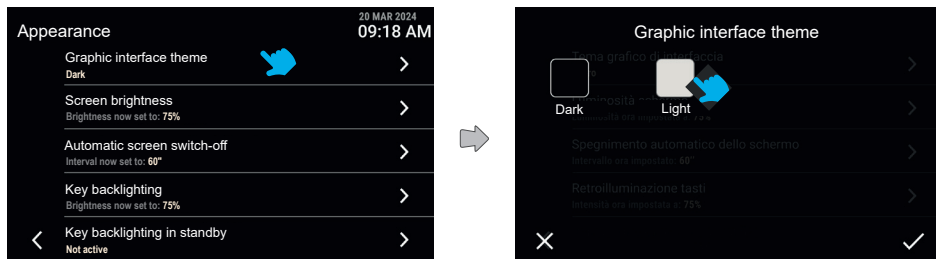 Appearance
20 MAR 2024
09:18 AM
Graphic interface theme
Dark
Screen brightness
Brightness now set to: 75%
Automatic screen switch-off
Interval now set to: 60"
Key backlighting
Brightness now set to: 75%
Key backlighting in standby
Not active
Graphic interface theme
Tema grafico di interfaccia
Dark
Light
Spegnimento automatico dello schermo
Intervallo ora impostato: 60"
Retroilluminazione tasti
Intensità ora impostata a: 75%